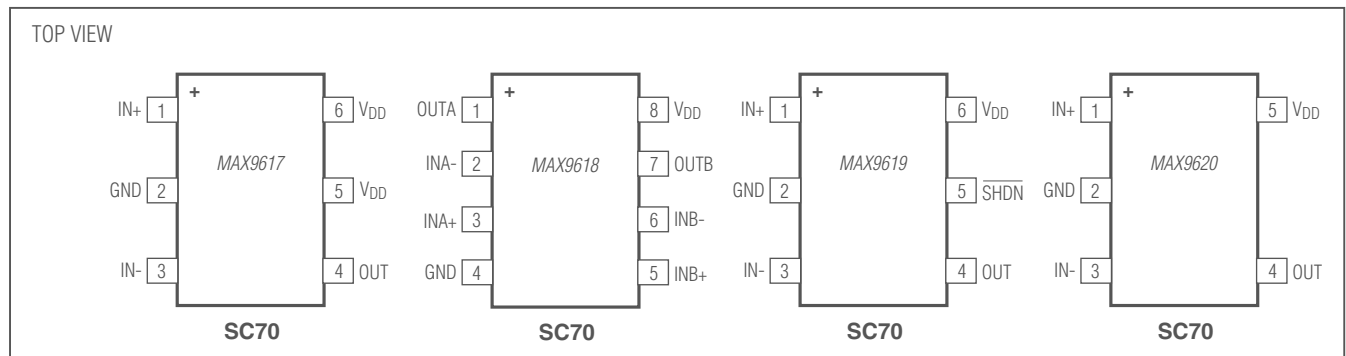 TOP VIEW
+
IN+ 1
6 VDD
MAX9617
GND 2
5 VDD
IN- 3
4 OUT
SC70
+
OUTA 1
8 VDD
INA- 2
7 OUTB
MAX9618
INA+ 3
6 INB-
GND 4
5 INB+
SC70
+
IN+ 1
6 VDD
MAX9619
GND 2
5 SHDN
IN- 3
4 OUT
SC70
+
IN+ 1
5 VDD
MAX9620
GND 2
IN- 3
4 OUT
SC70